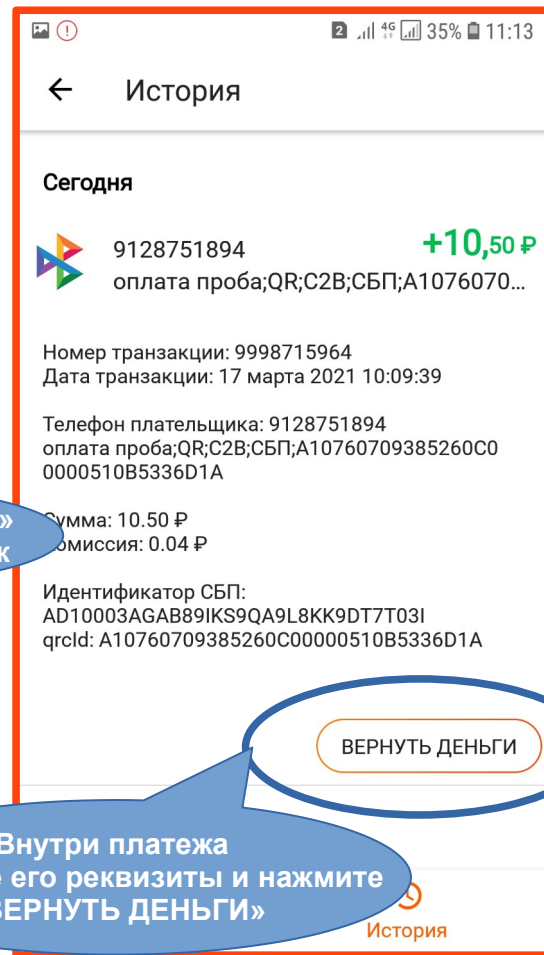 2 4G 35% 11:13
История
Сегодня
9128751894 +10,50 ₽
оплата проба;QR;C2B;СБП;A1076070...
Номер транзакции: 9998715964
Дата транзакции: 17 марта 2021 10:09:39
Телефон плательщика: 9128751894
оплата проба;QR;C2B;СБП;A10760709385260C0
0000510B5336D1A
»
к
Сумма: 10.50 ₽
Комиссия: 0.04 ₽
Идентификатор СБП:
AD10003AGAB89IKS9QA9L8KK9DT7T03I
qrcId: A10760709385260C00000510B5336D1A
ВЕРНУТЬ ДЕНЬГИ
Внутри платежа
е его реквизиты и нажмите
ВЕРНУТЬ ДЕНЬГИ»
История